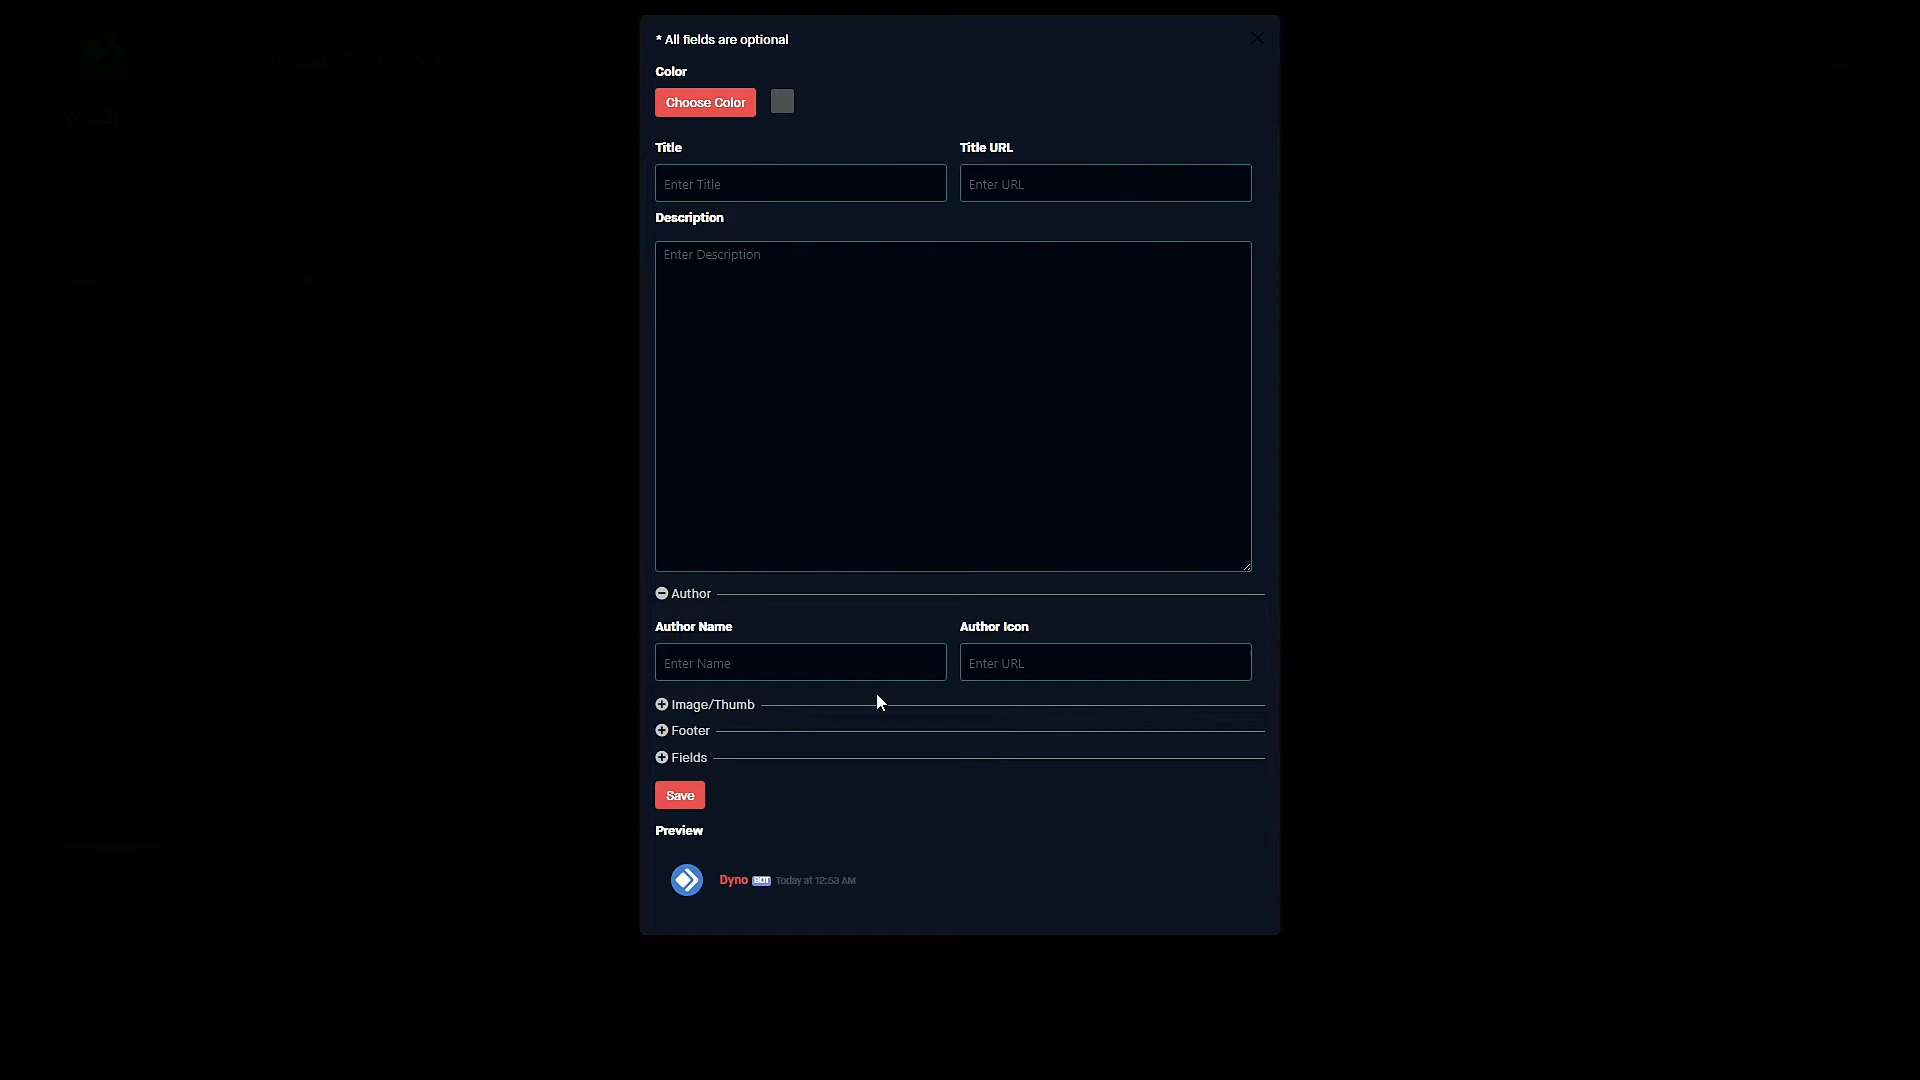 * All fields are optional
Color
Choose Color
Title
Title URL
Enter Title
Enter URL
Description
Enter Description
Author
Author Name
Author Icon
Enter Name
Enter URL
Image/Thumb
Footer
Fields
Save
Preview
Dyno BOT Today at 12:53 AM